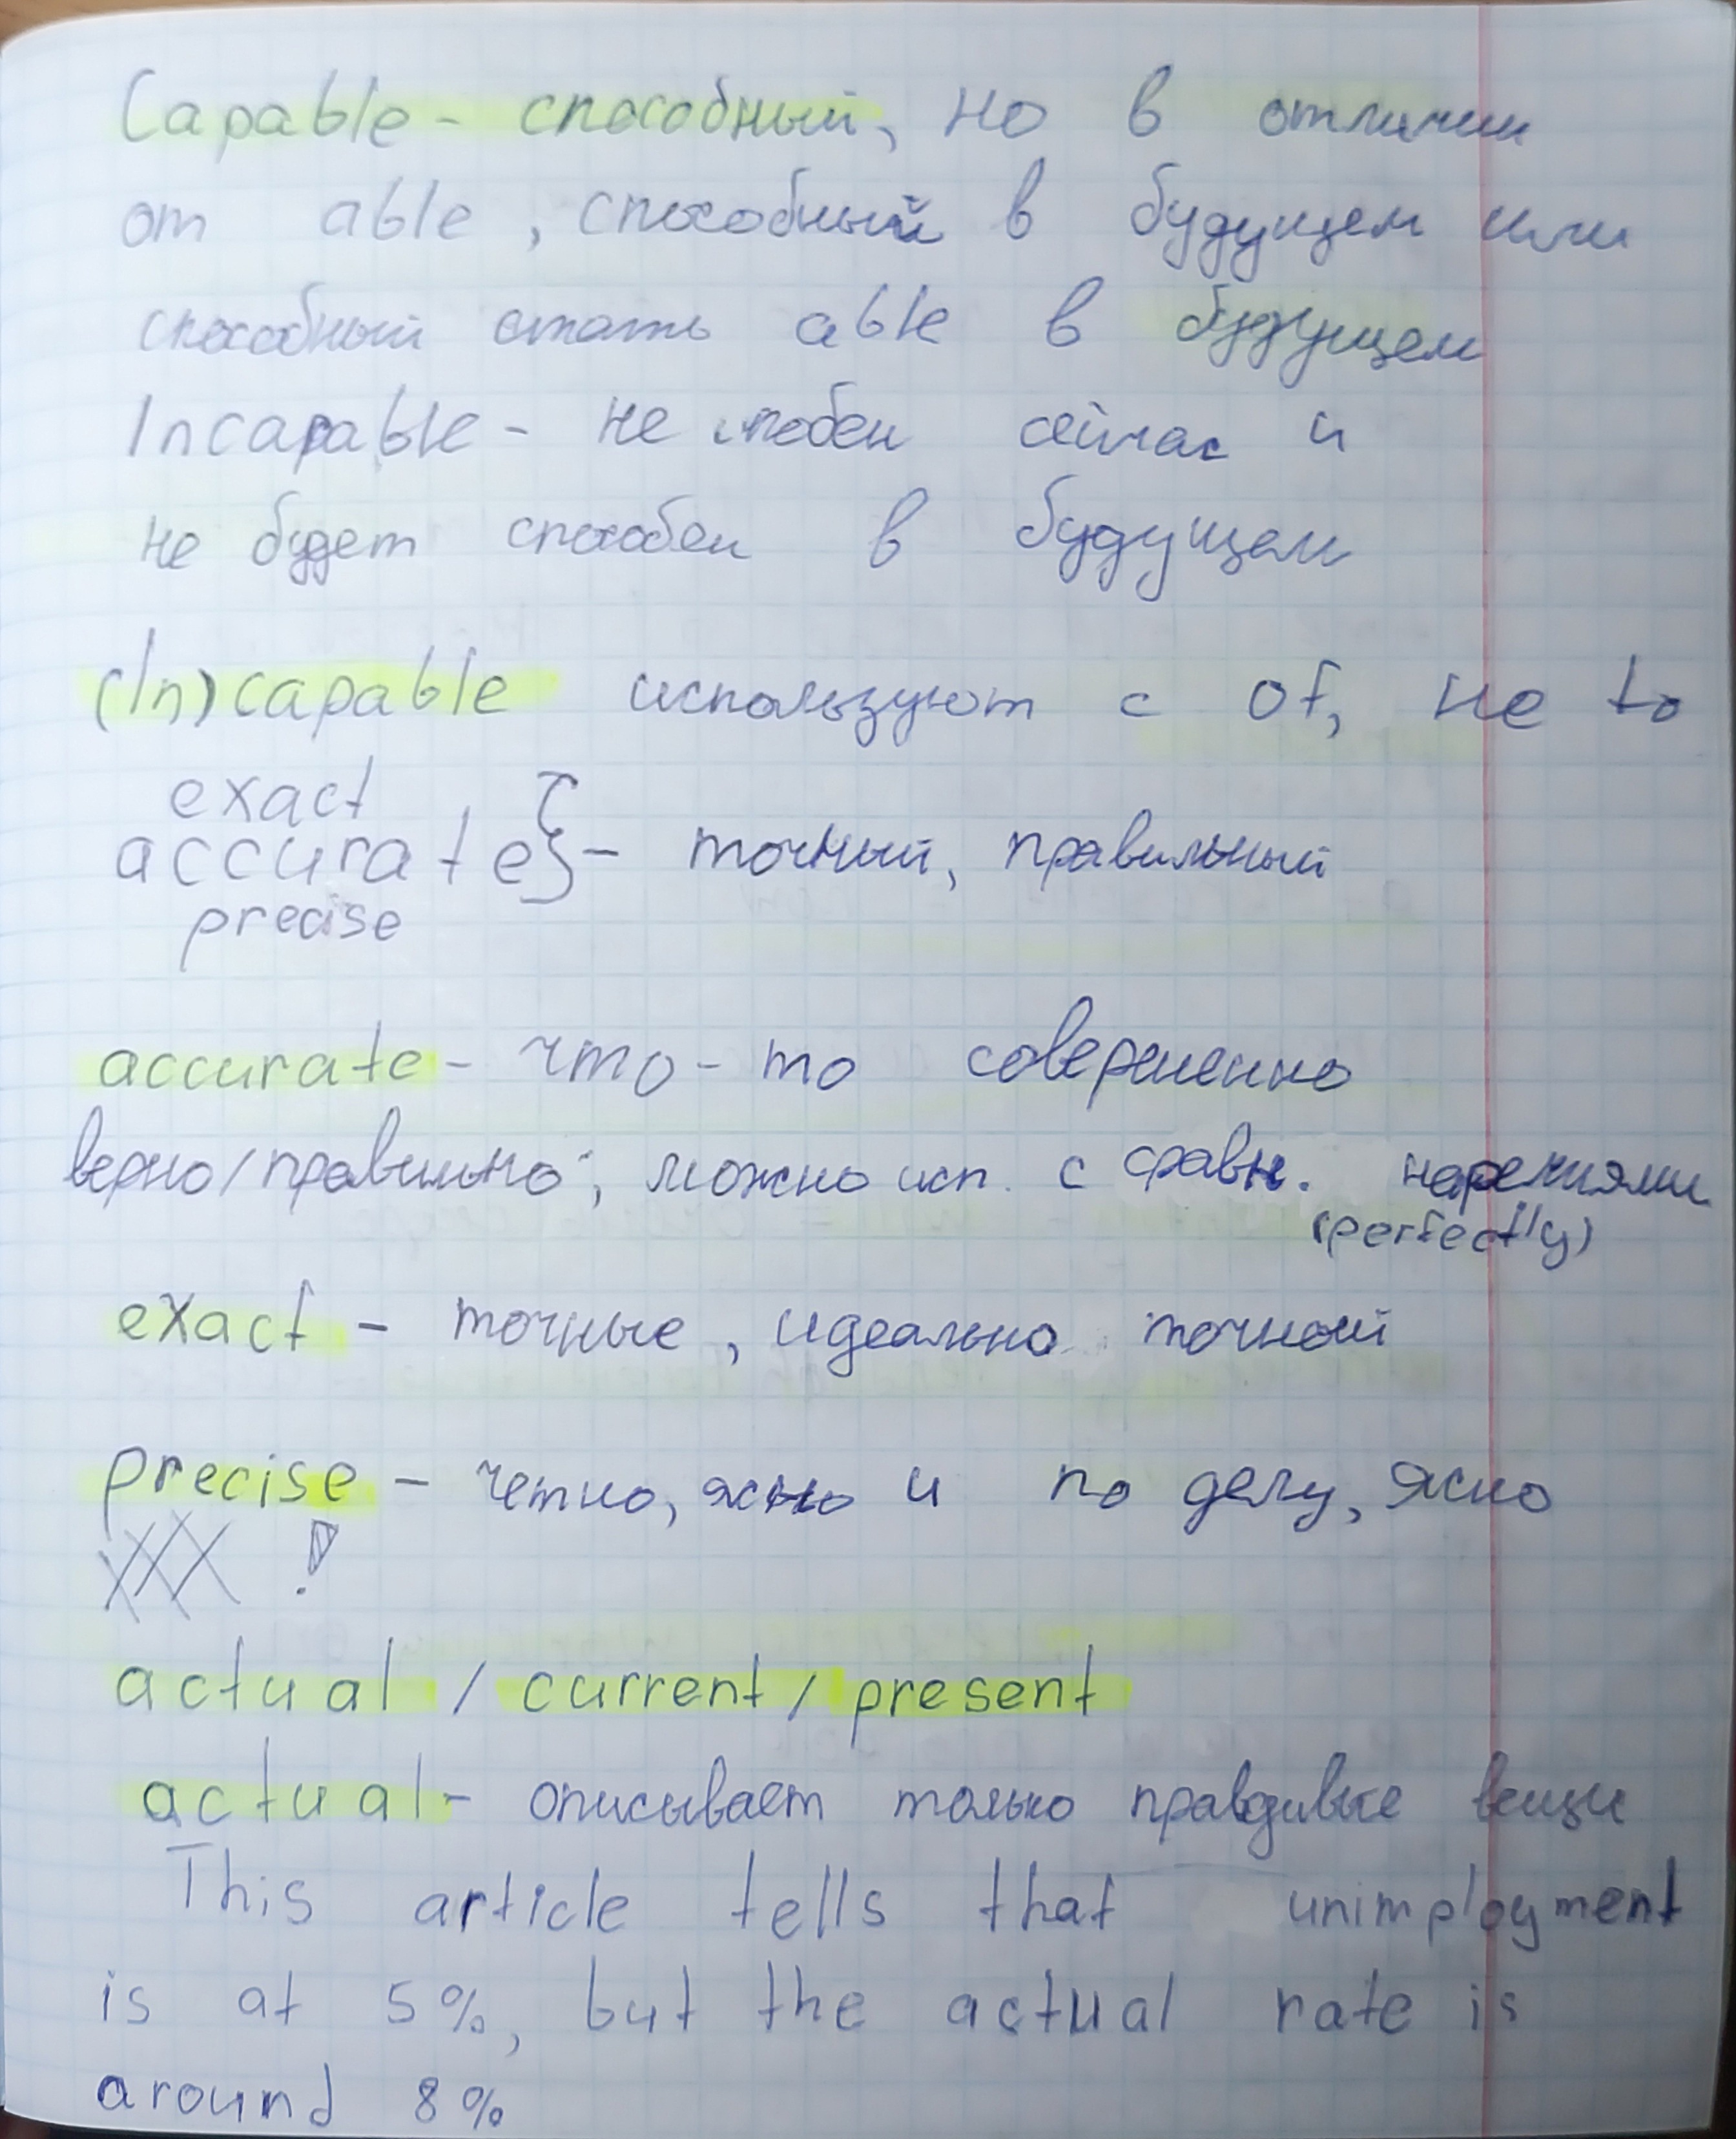 Capable - способный, но в отличии
от able, способный в будущем или
способный стать able в будущем
Incapable - не спобен сейчас и
не будет способен в будущем
(In)capable используют с of, не to
exact
accurate } - точный, правильный
precise
accurate - что-то совершенно
верно/правильно; можно исп. с сравн. наречиями
(perfectly)
exact - точные, идеально точный
precise - четко, ясно и по делу, ясно
!
actual / current / present
actual - описывает только правдивые вещи
This article tells that unimployment
is at 5%, but the actual rate is
around 8%